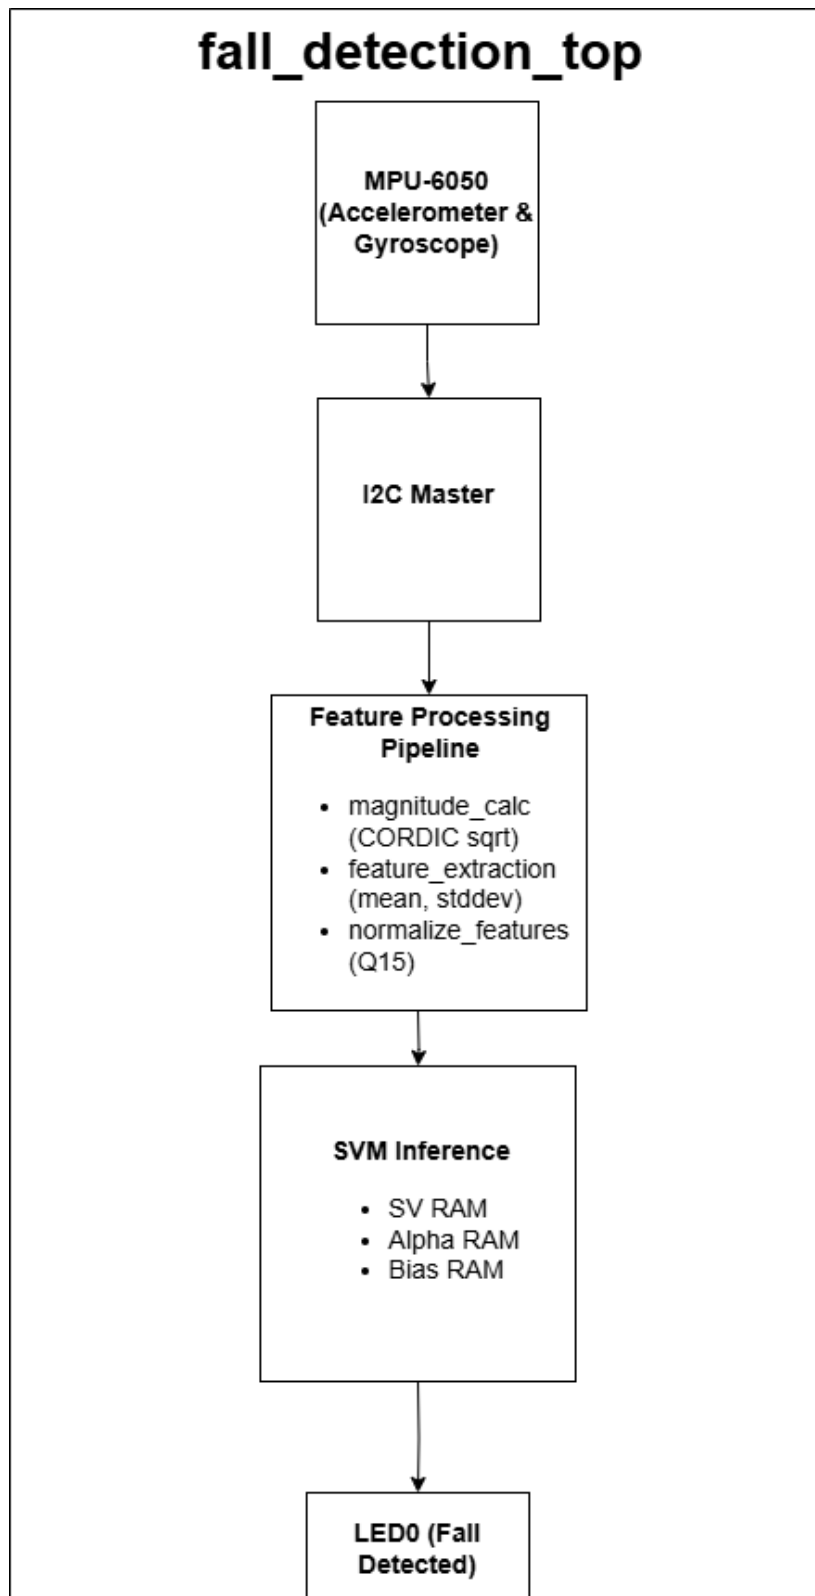 fall_detection_top
MPU-6050
(Accelerometer &
Gyroscope)
I2C Master
Feature Processing
Pipeline
• magnitude_calc
(CORDIC sqrt)
• feature_extraction
(mean, stddev)
• normalize_features
(Q15)
SVM Inference
• SV RAM
• Alpha RAM
• Bias RAM
LED0 (Fall
Detected)